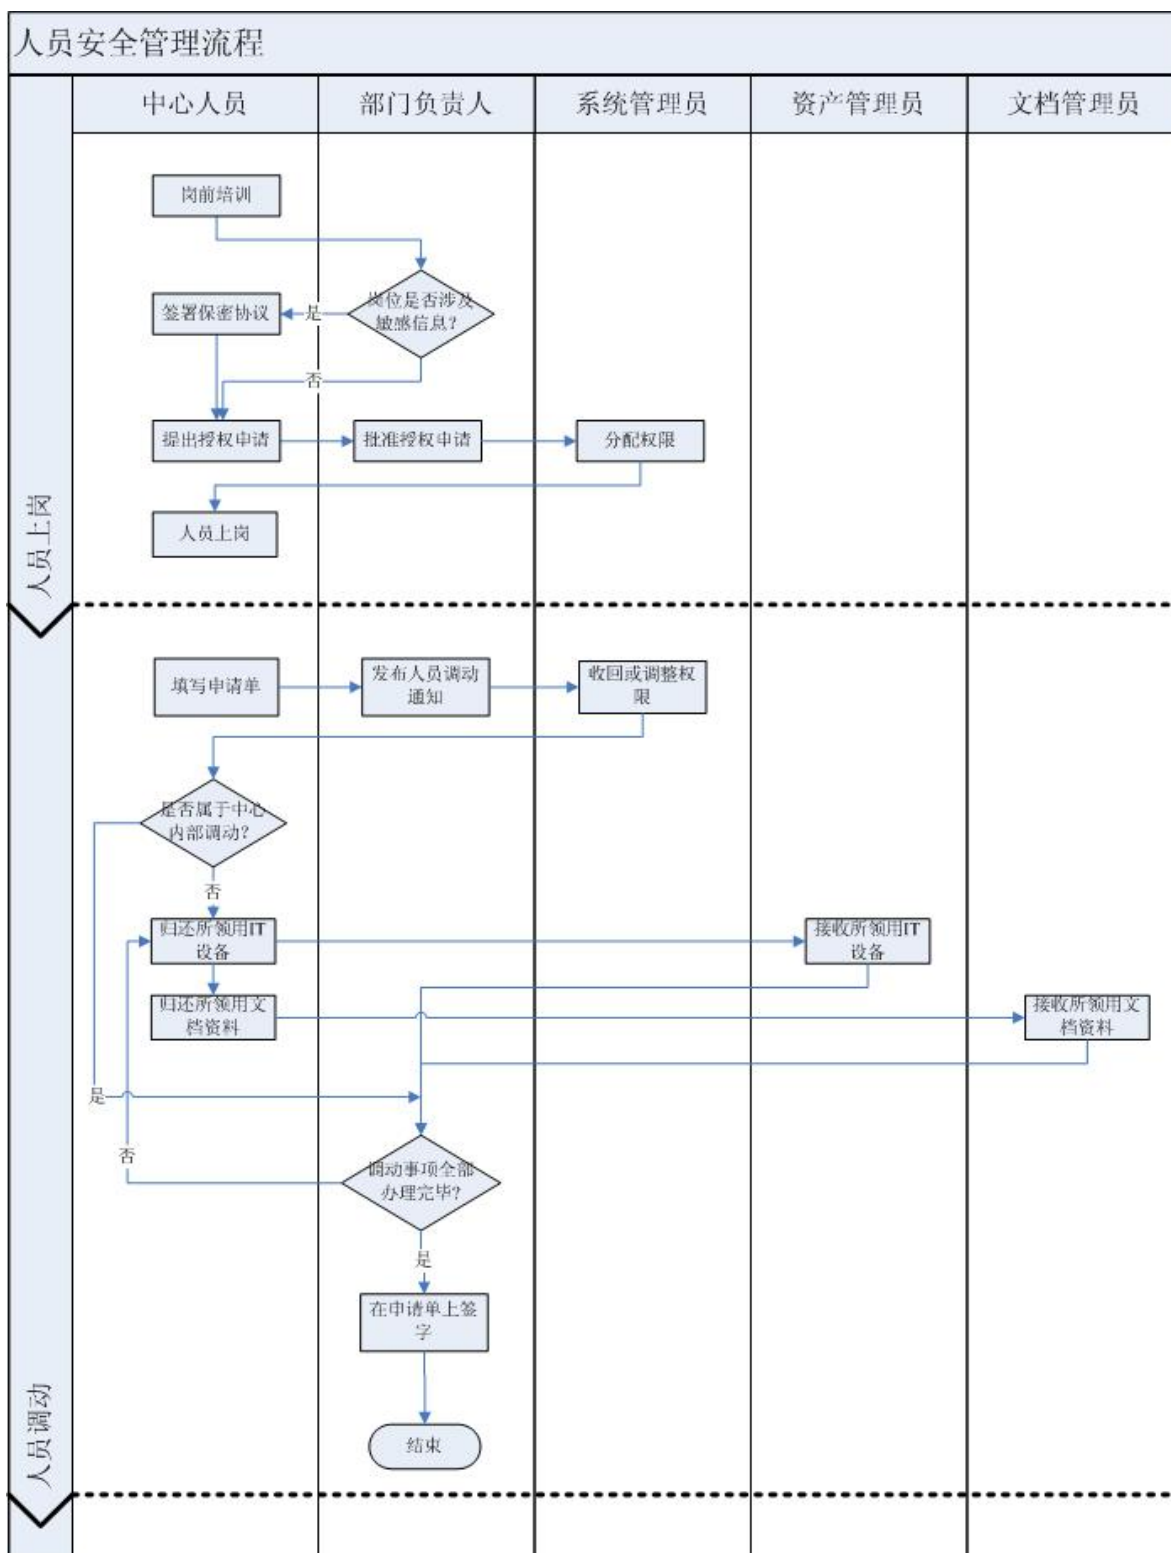 人员安全管理流程
中心人员
部门负责人
系统管理员
资产管理员
文档管理员
人员上岗
岗前培训
岗位是否涉及
敏感信息?
是
签署保密协议
否
提出授权申请
批准授权申请
分配权限
人员上岗
人员调动
填写申请单
发布人员调动
通知
收回或调整权
限
是否属于中心
内部调动?
否
归还所领用IT
设备
接收所领用IT
设备
归还所领用文
档资料
接收所领用文
档资料
是
否
调动事项全部
办理完毕?
是
在申请单上签
字
结束